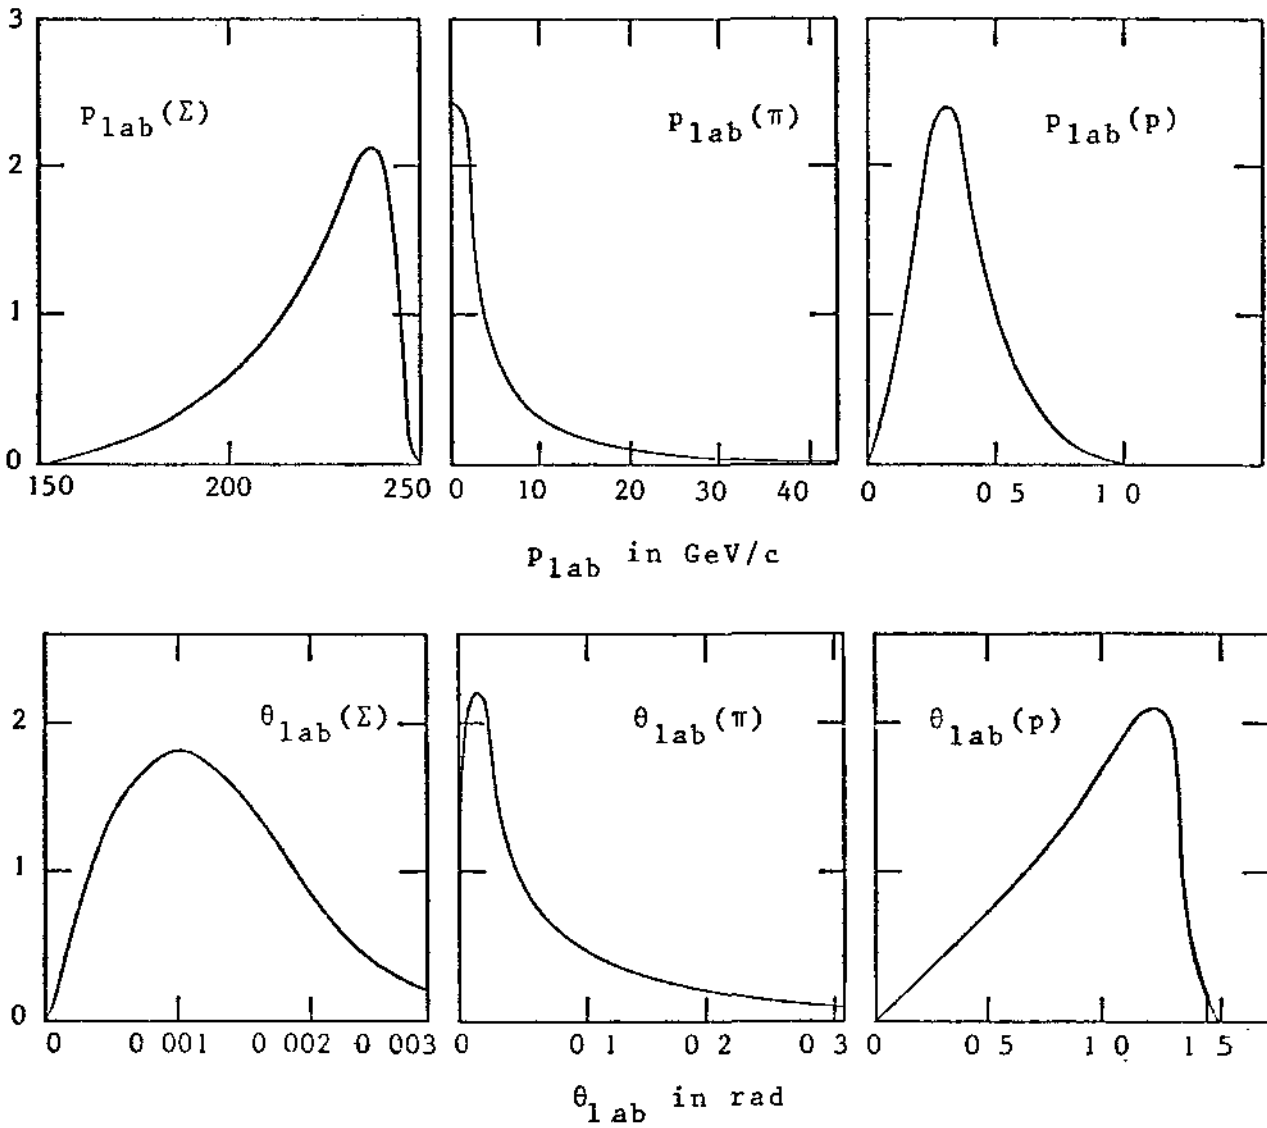 3
2
1
0
p_lab(Σ)
p_lab(π)
p_lab(p)
150 200 250
0 10 20 30 40
0 0 5 1 0
p_lab in GeV/c
2
1
0
θ_lab(Σ)
θ_lab(π)
θ_lab(p)
0 0 001 0 002 0 003
0 0 1 0 2 0 3
0 0 5 1 0 1 5
θ_lab in rad